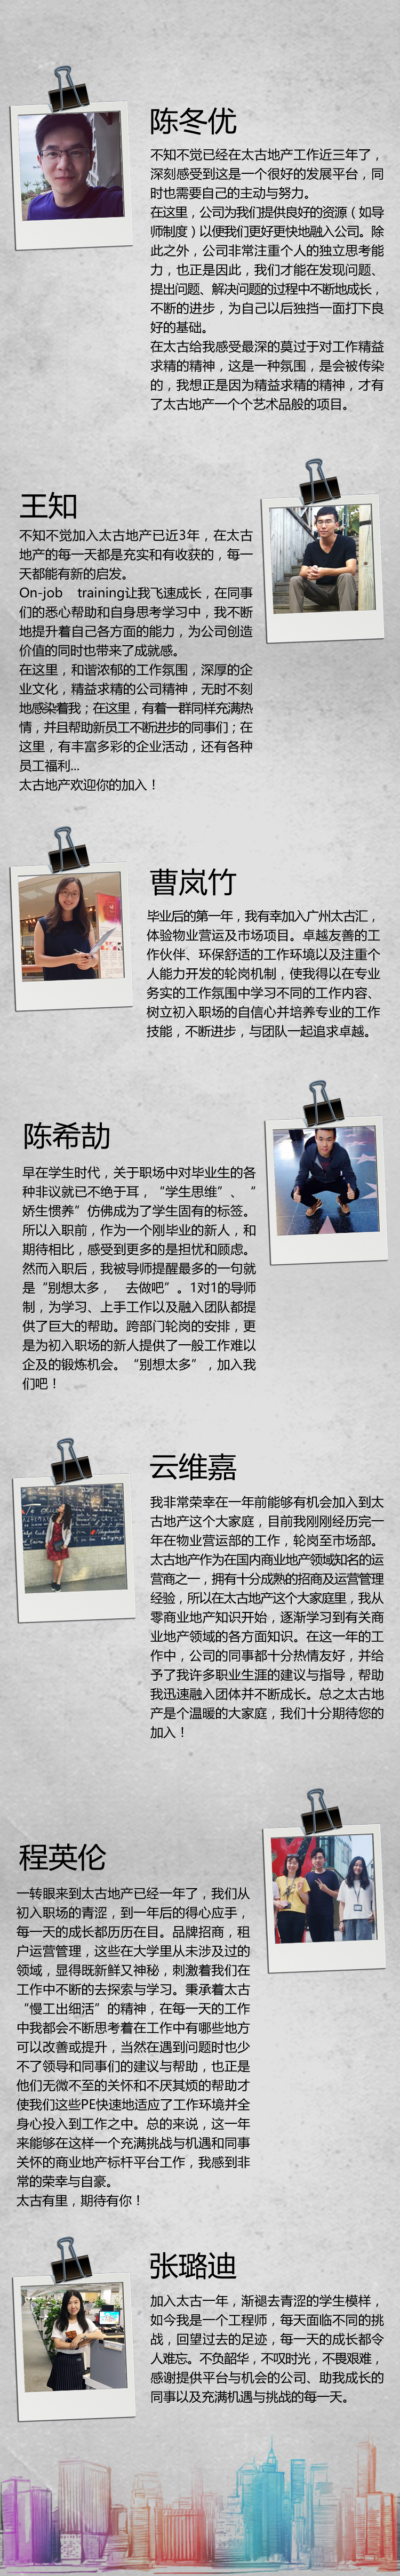 陈冬优
不知不觉已经在太古地产工作近三年了，
深刻感受到这是一个很好的发展平台，同
时也需要自己的主动与努力。
在这里，公司为我们提供良好的资源（如导
师制度）以便我们更好更快地融入公司。除
此之外，公司非常注重个人的独立思考能
力，也正是因此，我们才能在发现问题、
提出问题、解决问题的过程中不断地成长，
不断的进步，为自己以后独挡一面打下良
好的基础。
在太古给我感受最深的莫过于对工作精益
求精的精神，这是一种氛围，是会被传染
的，我想正是因为精益求精的精神，才有
了太古地产一个个艺术品般的项目。
王知
不知不觉加入太古地产已近3年，在太古
地产的每一天都是充实和有收获的，每一
天都能有新的启发。
On-job training让我飞速成长，在同事
们的悉心帮助和自身思考学习中，我不断
地提升着自己各方面的能力，为公司创造
价值的同时也带来了成就感。
在这里，和谐浓郁的工作氛围，深厚的企
业文化，精益求精的公司精神，无时不刻
地感染着我；在这里，有着一群同样充满热
情，并且帮助新员工不断进步的同事们；在
这里，有丰富多彩的企业活动，还有各种
员工福利...
太古地产欢迎你的加入！
曹岚竹
毕业后的第一年，我有幸加入广州太古汇，
体验物业营运及市场项目。卓越友善的工
作伙伴、环保舒适的工作环境以及注重个
人能力开发的轮岗机制，使我得以在专业
务实的工作氛围中学习不同的工作内容、
树立初入职场的自信心并培养专业的工作
技能，不断进步，与团队一起追求卓越。
陈希劼
早在学生时代，关于职场中对毕业生的各
种非议就已不绝于耳，“学生思维”、“
娇生惯养”仿佛成为了学生固有的标签。
所以入职前，作为一个刚毕业的新人，和
期待相比，感受到更多的是担忧和顾虑。
然而入职后，我被导师提醒最多的一句就
是“别想太多， 去做吧”。1对1的导师
制，为学习、上手工作以及融入团队都提
供了巨大的帮助。跨部门轮岗的安排，更
是为初入职场的新人提供了一般工作难以
企及的锻炼机会。“别想太多”，加入我
们吧！
云维嘉
我非常荣幸在一年前能够有机会加入到太
古地产这个大家庭，目前我刚刚经历完一
年在物业营运部的工作，轮岗至市场部。
太古地产作为在国内商业地产领域知名的运
营商之一，拥有十分成熟的招商及运营管理
经验，所以在太古地产这个大家庭里，我从
零商业地产知识开始，逐渐学习到有关商
业地产领域的各方面知识。在这一年的工
作中，公司的同事都十分热情友好，并给
予了我许多职业生涯的建议与指导，帮助
我迅速融入团体并不断成长。总之太古地
产是个温暖的大家庭，我们十分期待您的
加入！
程英伦
一转眼来到太古地产已经一年了，我们从
初入职场的青涩，到一年后的得心应手，
每一天的成长都历历在目。品牌招商，租
户运营管理，这些在大学里从未涉及过的
领域，显得既新鲜又神秘，刺激着我们在
工作中不断的去探索与学习。秉承着太古
“慢工出细活”的精神，在每一天的工作
中我都会不断思考着在工作中有哪些地方
可以改善或提升，当然在遇到问题时也少
不了领导和同事们的建议与帮助，也正是
他们无微不至的关怀和不厌其烦的帮助才
使我们这些PE快速地适应了工作环境并全
身心投入到工作之中。总的来说，这一年
来能够在这样一个充满挑战与机遇和同事
关怀的商业地产标杆平台工作，我感到非
常的荣幸与自豪。
太古有里，期待有你！
张璐迪
加入太古一年，渐褪去青涩的学生模样，
如今我是一个工程师，每天面临不同的挑
战，回望过去的足迹，每一天的成长都令
人难忘。不负韶华，不叹时光，不畏艰难，
感谢提供平台与机会的公司、助我成长的
同事以及充满机遇与挑战的每一天。